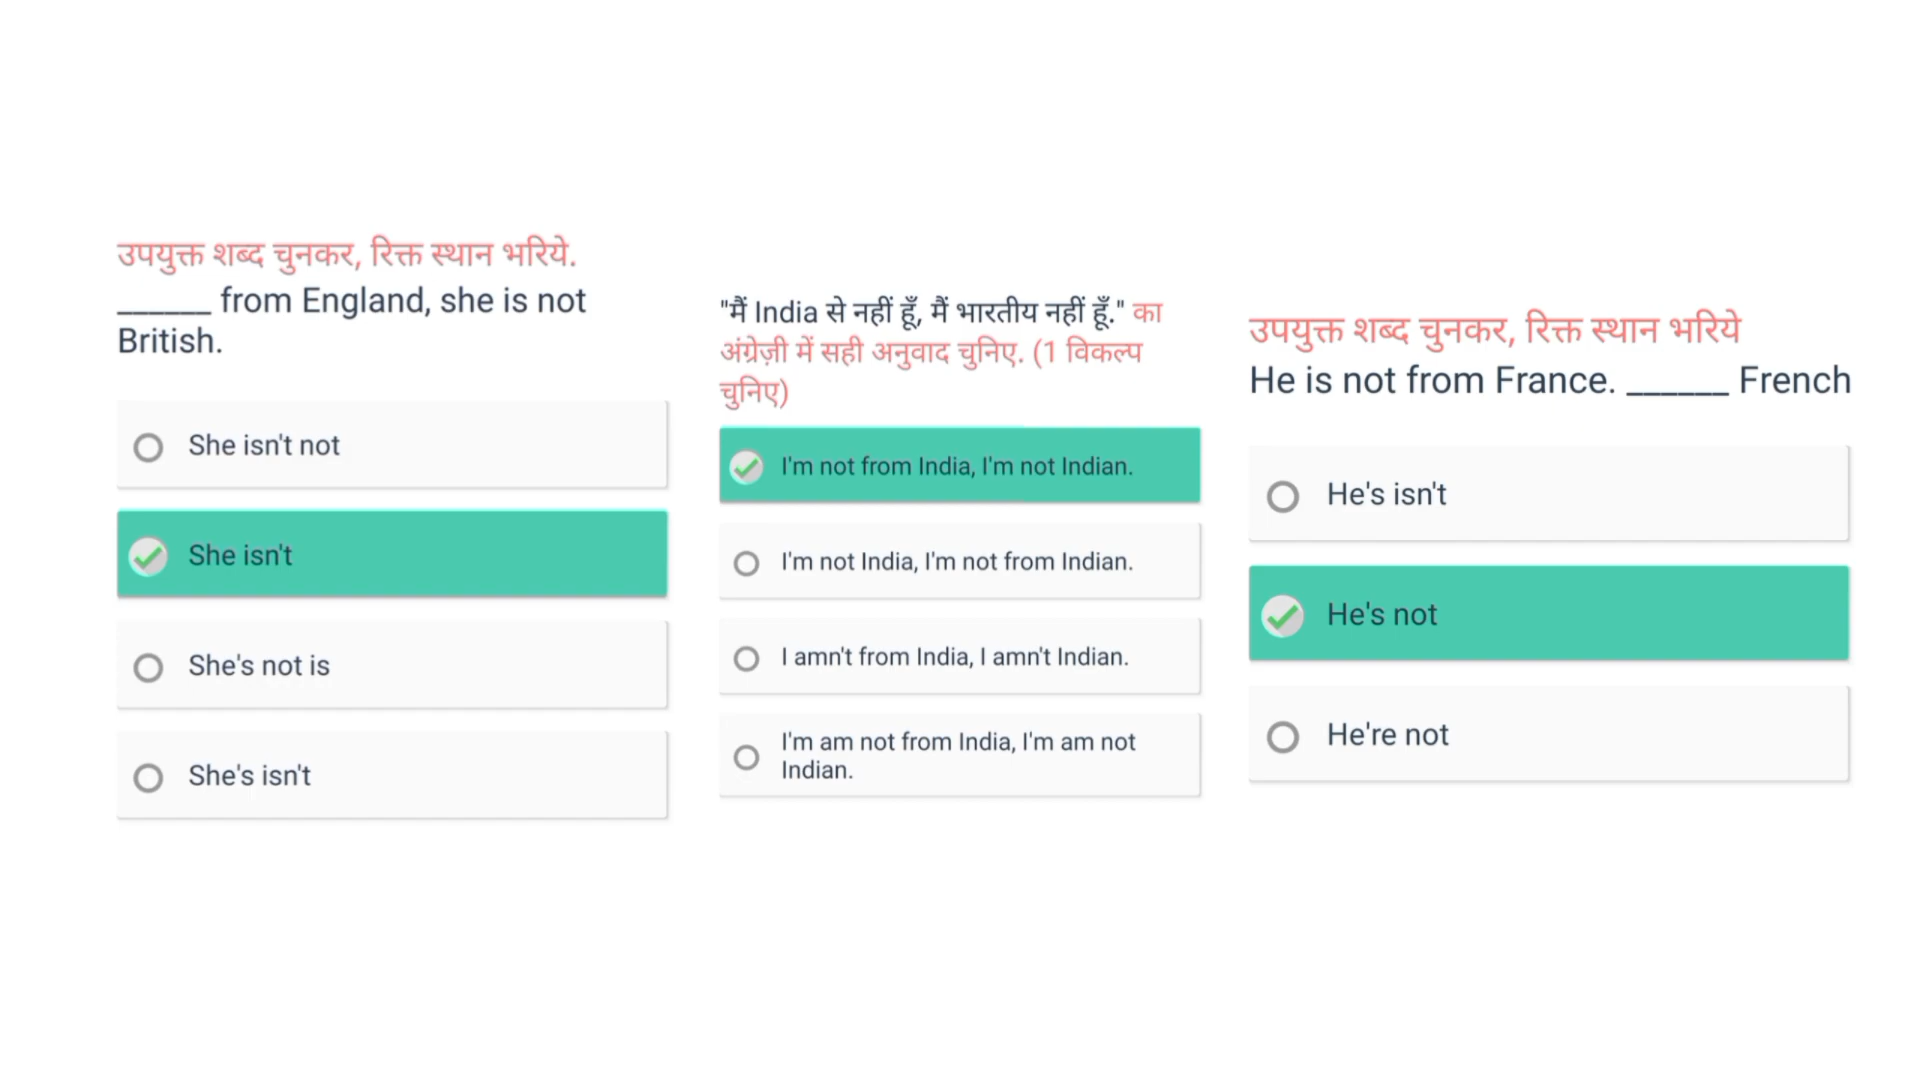 उपयुक्त शब्द चुनकर, रिक्त स्थान भरिये.
______ from England, she is not
British.
She isn't not
She isn't
She's not is
She's isn't
"मैं India से नहीं हूँ, मैं भारतीय नहीं हूँ." का
अंग्रेज़ी में सही अनुवाद चुनिए. (1 विकल्प
चुनिए)
I'm not from India, I'm not Indian.
I'm not India, I'm not from Indian.
I amn't from India, I amn't Indian.
I'm am not from India, I'm am not
Indian.
उपयुक्त शब्द चुनकर, रिक्त स्थान भरिये
He is not from France. ______ French
He's isn't
He's not
He're not